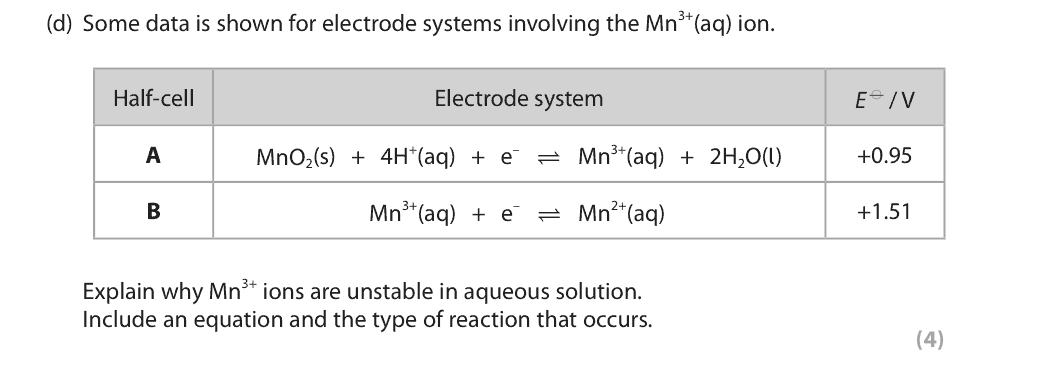 (d) Some data is shown for electrode systems involving the Mn³⁺(aq) ion.
Half-cell Electrode system E⦵ / V
A MnO₂(s) + 4H⁺(aq) + e⁻ ⇌ Mn³⁺(aq) + 2H₂O(l) +0.95
B Mn³⁺(aq) + e⁻ ⇌ Mn²⁺(aq) +1.51
Explain why Mn³⁺ ions are unstable in aqueous solution.
Include an equation and the type of reaction that occurs.
(4)